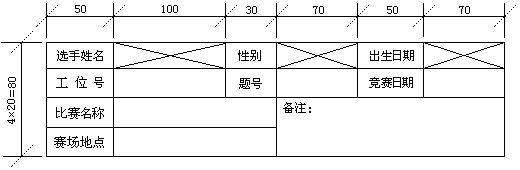 50 100 30 70 50 70
4×20=80
选手姓名 性别 出生日期
工位号 题号 竞赛日期
比赛名称 备注：
赛场地点